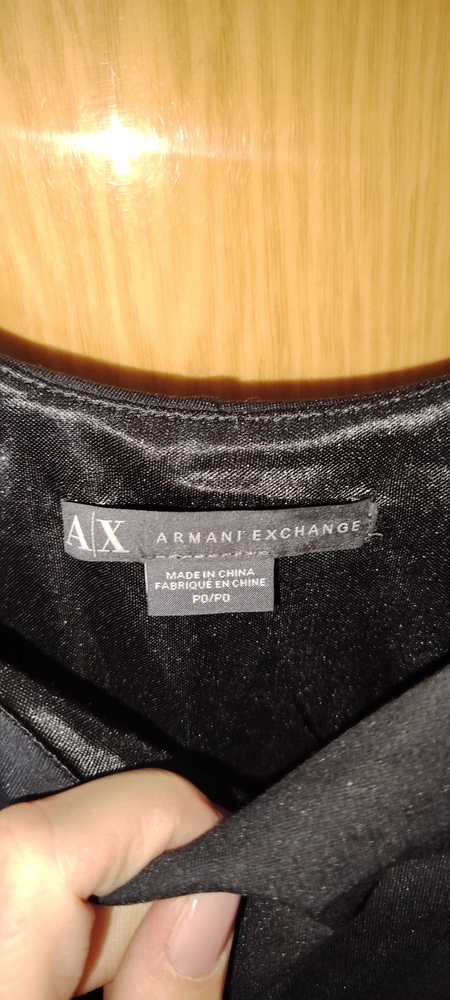 A|X ARMANI EXCHANGE
MADE IN CHINA
FABRIQUÉ EN CHINE
P0/P0